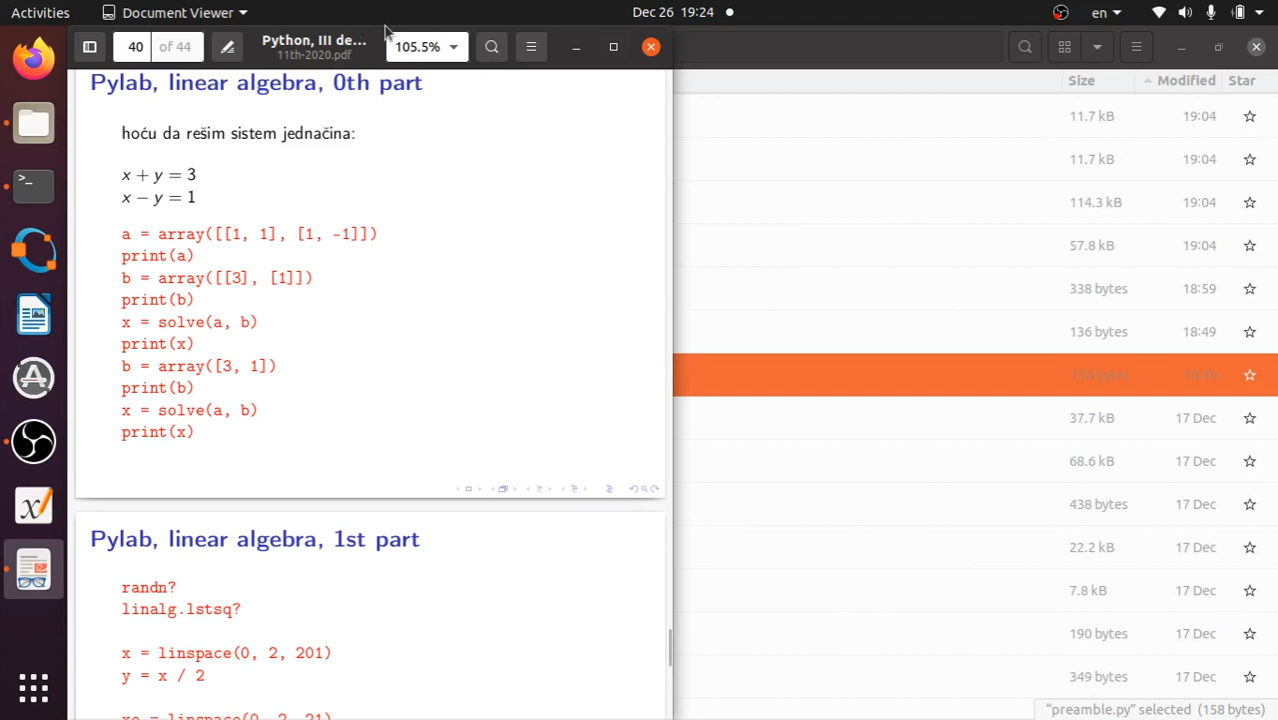 Activities
Document Viewer
Dec 26 19:24
en
40
of 44
Python, III de...
11th-2020.pdf
105.5%
Size
Modified
Star
Pylab, linear algebra, 0th part
hoću da rešim sistem jednačina:
x + y = 3
x − y = 1
a = array([[1, 1], [1, -1]])
print(a)
b = array([[3], [1]])
print(b)
x = solve(a, b)
print(x)
b = array([3, 1])
print(b)
x = solve(a, b)
print(x)
Pylab, linear algebra, 1st part
randn?
linalg.lstsq?
x = linspace(0, 2, 201)
y = x / 2
xe = linspace(0, 2, 21)
11.7 kB 19:04
11.7 kB 19:04
114.3 kB 19:04
57.8 kB 19:04
338 bytes 18:59
136 bytes 18:49
37.7 kB 17 Dec
68.6 kB 17 Dec
438 bytes 17 Dec
22.2 kB 17 Dec
7.8 kB 17 Dec
190 bytes 17 Dec
349 bytes 17 Dec
"preamble.py" selected (158 bytes)